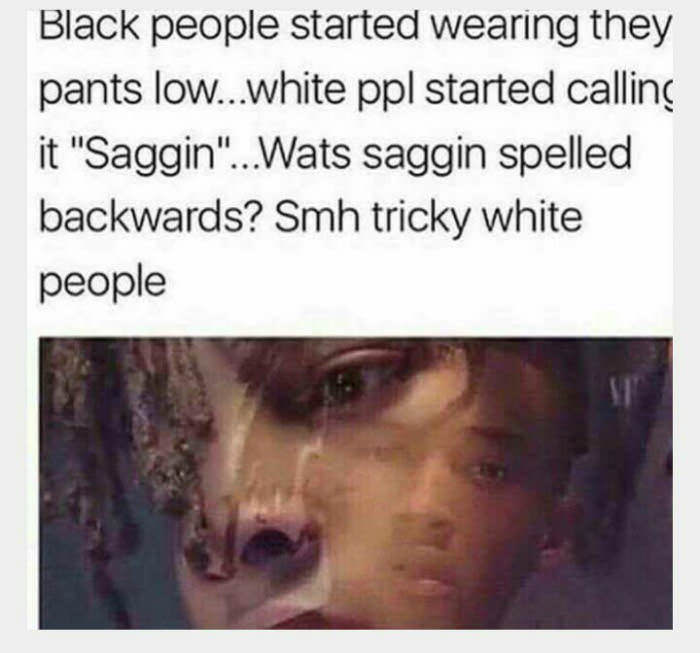 Black people started wearing they
pants low...white ppl started calling
it "Saggin"...Wats saggin spelled
backwards? Smh tricky white
people